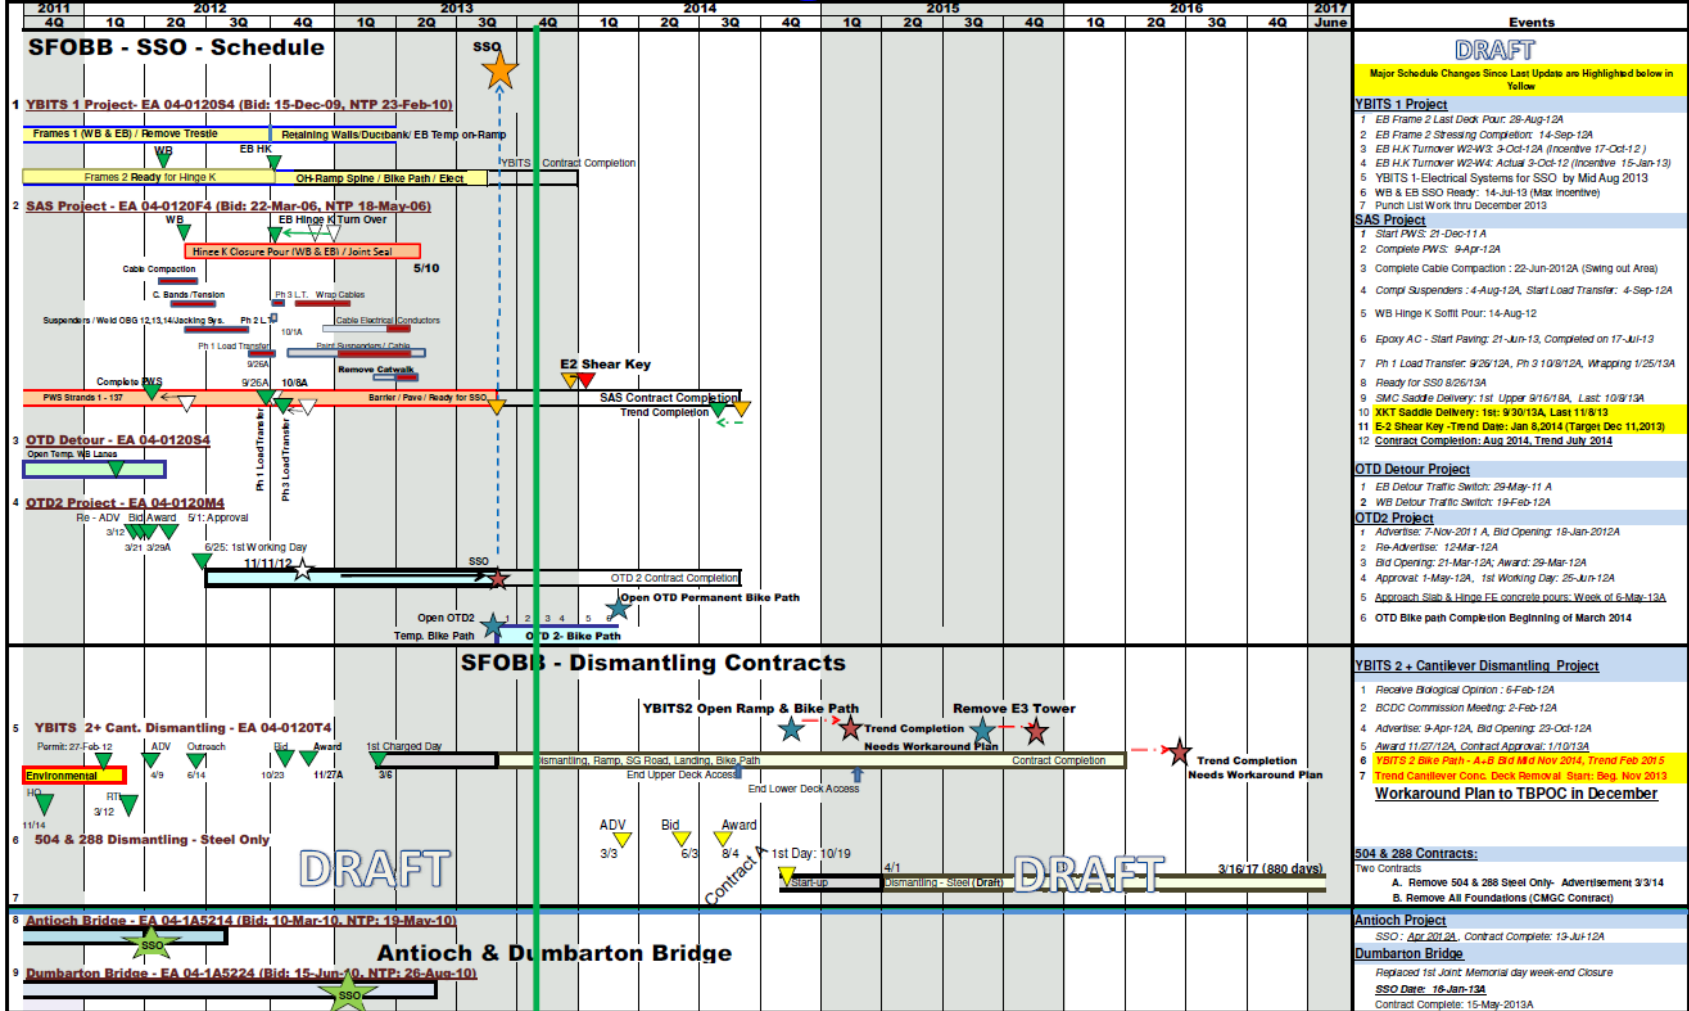 2011 2012 2013 2014 2015 2016 2017
4Q 1Q 2Q 3Q 4Q 1Q 2Q 3Q 4Q 1Q 2Q 3Q 4Q 1Q 2Q 3Q 4Q 1Q 2Q 3Q 4Q June
Events
SFOBB - SSO - Schedule
SSO
1 YBITS 1 Project- EA 04-0120S4 (Bid: 15-Dec-09, NTP 23-Feb-10)
Frames 1 (WB & EB) / Remove Trestle
Retaining Walls/Ductbank/ EB Temp on-Ramp
WB
EB HK
YBITS Contract Completion
Frames 2 Ready for Hinge K
OH-Ramp Spine / Bike Path / Elect
2 SAS Project - EA 04-0120F4 (Bid: 22-Mar-06, NTP 18-May-06)
WB
EB Hinge K Turn Over
Hinge K Closure Pour (WB & EB) / Joint Seal
5/10
Cable Compaction
C. Bands /Tension
Ph 3 L.T. Wrap Cables
Suspenders / Weld OBG 12,13,14/Jacking Sys. Ph 2 L.T.
10/1A
Cable Electrical Conductors
Ph 1 Load Transfer
Paint Suspenders/ Cable
9/26A
Remove Catwalk
E2 Shear Key
Complete PWS
9/26A
10/8A
PWS Strands 1 - 137
Barrier / Pave / Ready for SSO
SAS Contract Completion
Trend Completion
Ph 1 Load Transfer
Ph 3 Load Transfer
3 OTD Detour - EA 04-0120S4
Open Temp. WB Lanes
4 OTD2 Project - EA 04-0120M4
Re - ADV Bid Award 5/1: Approval
3/12
3/21 3/29A
6/25: 1st Working Day
11/11/12
SSO
OTD 2 Contract Completion
Open OTD Permanent Bike Path
Open OTD2
1 2 3 4 5 6
Temp. Bike Path
OTD 2- Bike Path
SFOBB - Dismantling Contracts
YBITS2 Open Ramp & Bike Path
Remove E3 Tower
5 YBITS 2+ Cant. Dismantling - EA 04-0120T4
Trend Completion
Needs Workaround Plan
Permit: 27-Feb-12
ADV
Outreach
Bid
Award
1st Charged Day
4/9
6/14
10/23
11/27A
3/6
Environmental
Dismantling, Ramp, SG Road, Landing, Bike Path
Contract Completion
Trend Completion
Needs Workaround Plan
End Upper Deck Access
End Lower Deck Access
HQ
11/14
RTL
3/12
ADV
Bid
Award
3/3
6/3
8/4
6 504 & 288 Dismantling - Steel Only
DRAFT
Contract A
1st Day: 10/19
4/1
DRAFT
3/16/17 (880 days)
Start-up
Dismantling - Steel (Draft)
7
8 Antioch Bridge - EA 04-1A5214 (Bid: 10-Mar-10, NTP: 19-May-10)
SSO
Antioch & Dumbarton Bridge
9 Dumbarton Bridge - EA 04-1A5224 (Bid: 15-Jun-10, NTP: 26-Aug-10)
SSO
DRAFT
Major Schedule Changes Since Last Update are Highlighted below in
Yellow
YBITS 1 Project
1 EB Frame 2 Last Deck Pour: 28-Aug-12A
2 EB Frame 2 Stressing Completion: 14-Sep-12A
3 EB H.K Turnover W2-W3: 3-Oct-12A (Incentive 17-Oct-12 )
4 EB H.K Turnover W2-W4: Actual 3-Oct-12 (Incentive 15-Jan-13)
5 YBITS 1-Electrical Systems for SSO by Mid Aug 2013
6 WB & EB SSO Ready: 14-Jul-13 (Max Incentive)
7 Punch List Work thru December 2013
SAS Project
1 Start PWS: 21-Dec-11 A
2 Complete PWS: 9-Apr-12A
3 Complete Cable Compaction : 22-Jun-2012A (Swing out Area)
4 Compl Suspenders : 4-Aug-12A, Start Load Transfer: 4-Sep-12A
5 WB Hinge K Soffit Pour: 14-Aug-12
6 Epoxy AC - Start Paving: 21-Jun-13, Completed on 17-Jul-13
7 Ph 1 Load Transfer: 9/26/12A, Ph 3 10/8/12A, Wrapping 1/25/13A
8 Ready for SSO 8/26/13A
9 SMC Saddle Delivery: 1st Upper 9/16/18A, Last: 10/8/13A
10 XKT Saddle Delivery: 1st: 9/30/13A, Last 11/8/13
11 E-2 Shear Key -Trend Date: Jan 8,2014 (Target Dec 11,2013)
12 Contract Completion: Aug 2014, Trend July 2014
OTD Detour Project
1 EB Detour Traffic Switch: 29-May-11 A
2 WB Detour Traffic Switch: 19-Feb-12A
OTD2 Project
1 Advertise: 7-Nov-2011 A, Bid Opening: 18-Jan-2012A
2 Re-Advertise: 12-Mar-12A
3 Bid Opening: 21-Mar-12A; Award: 29-Mar-12A
4 Approval: 1-May-12A, 1st Working Day: 25-Jun-12A
5 Approach Slab & Hinge FE concrete pours: Week of 6-May-13A
6 OTD Bike path Completion Beginning of March 2014
YBITS 2 + Cantilever Dismantling Project
1 Receive Biological Opinion : 6-Feb-12A
2 BCDC Commission Meeting: 2-Feb-12A
4 Advertise: 9-Apr-12A, Bid Opening: 23-Oct-12A
5 Award 11/27/12A, Contract Approval: 1/10/13A
6 YBITS 2 Bike Path - A+B Bid Mid Nov 2014, Trend Feb 2015
7 Trend Cantilever Conc. Deck Removal Start: Beg. Nov 2013
Workaround Plan to TBPOC in December
504 & 288 Contracts:
Two Contracts
A. Remove 504 & 288 Steel Only- Advertisement 3/3/14
B. Remove All Foundations (CMGC Contract)
Antioch Project
SSO : Apr 2012A , Contract Complete: 13-Jul-12A
Dumbarton Bridge
Replaced 1st Joint: Memorial day week-end Closure
SSO Date: 16-Jan-13A
Contract Complete: 15-May-2013A